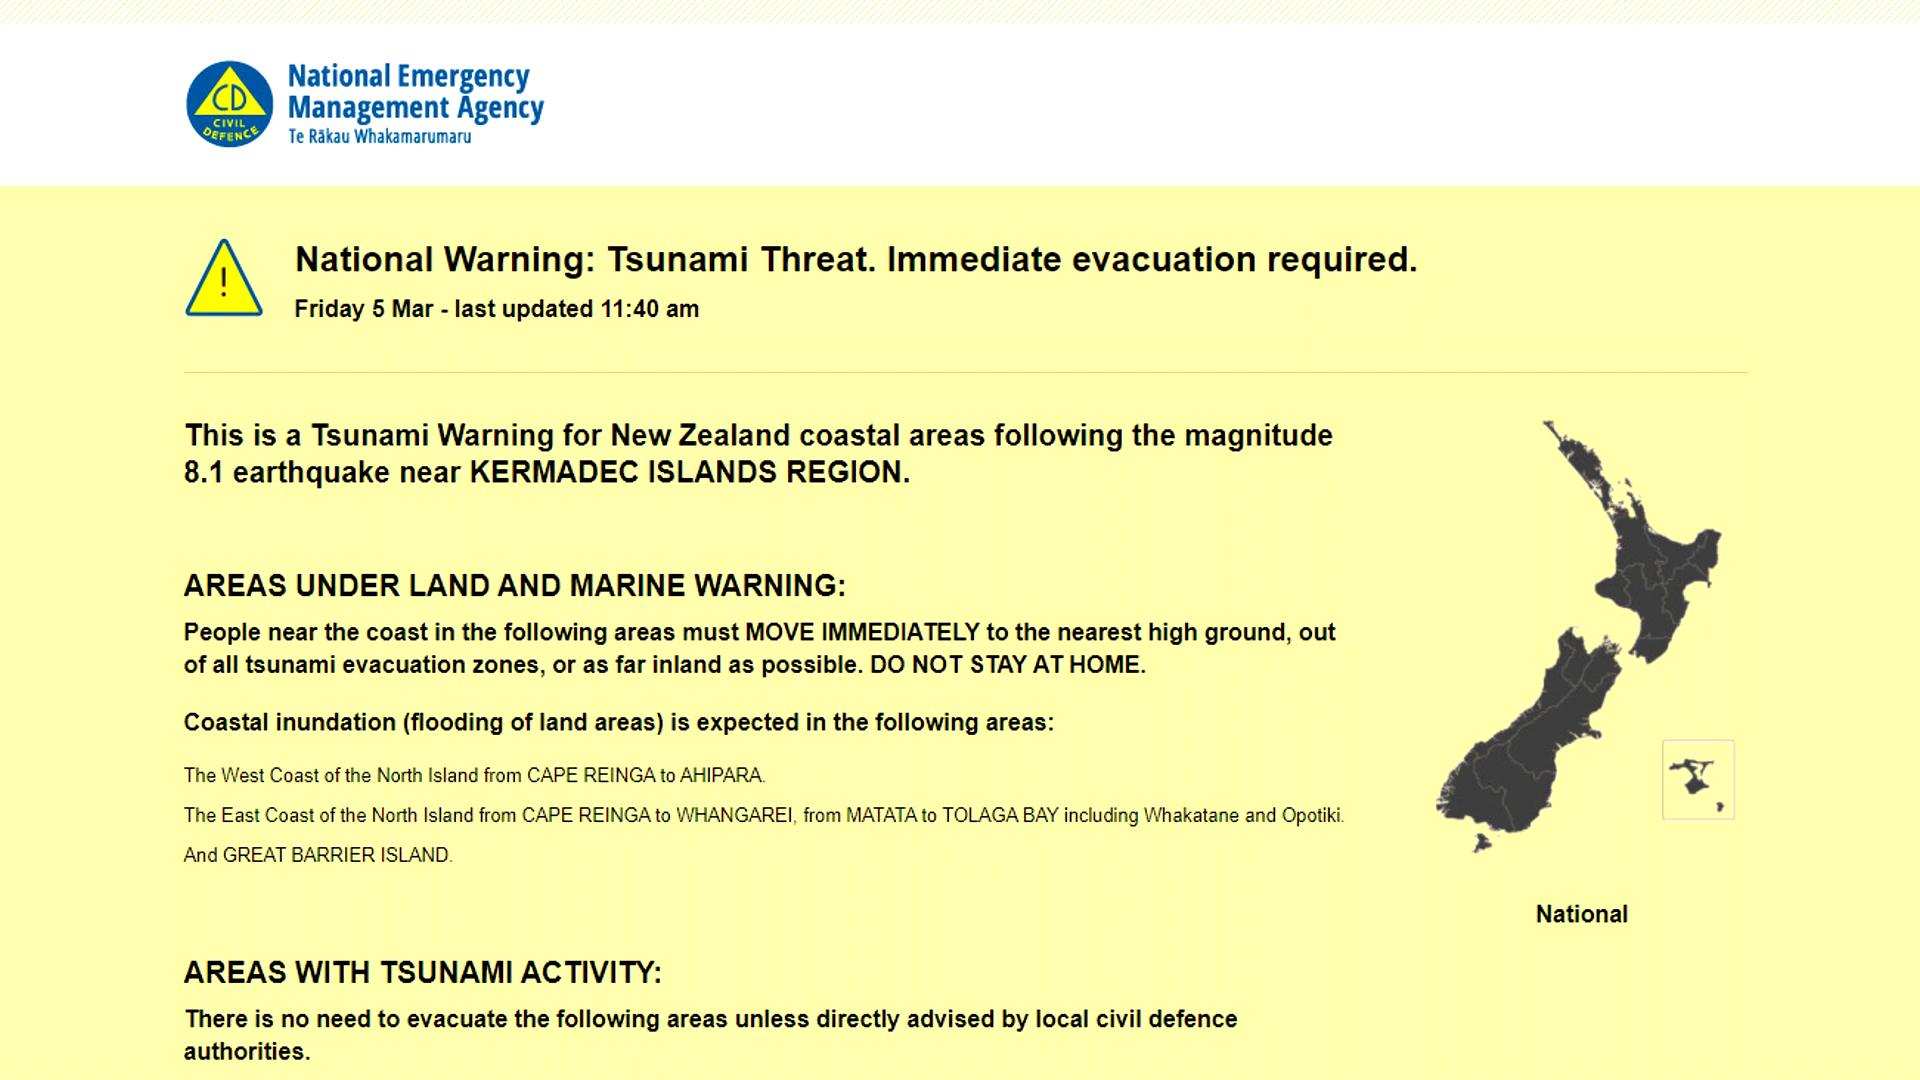 CD
CIVIL
DEFENCE
National Emergency
Management Agency
Te Rākau Whakamarumaru
!
National Warning: Tsunami Threat. Immediate evacuation required.
Friday 5 Mar - last updated 11:40 am
This is a Tsunami Warning for New Zealand coastal areas following the magnitude
8.1 earthquake near KERMADEC ISLANDS REGION.
AREAS UNDER LAND AND MARINE WARNING:
People near the coast in the following areas must MOVE IMMEDIATELY to the nearest high ground, out
of all tsunami evacuation zones, or as far inland as possible. DO NOT STAY AT HOME.
Coastal inundation (flooding of land areas) is expected in the following areas:
The West Coast of the North Island from CAPE REINGA to AHIPARA.
The East Coast of the North Island from CAPE REINGA to WHANGAREI, from MATATA to TOLAGA BAY including Whakatane and Opotiki.
And GREAT BARRIER ISLAND.
National
AREAS WITH TSUNAMI ACTIVITY:
There is no need to evacuate the following areas unless directly advised by local civil defence
authorities.